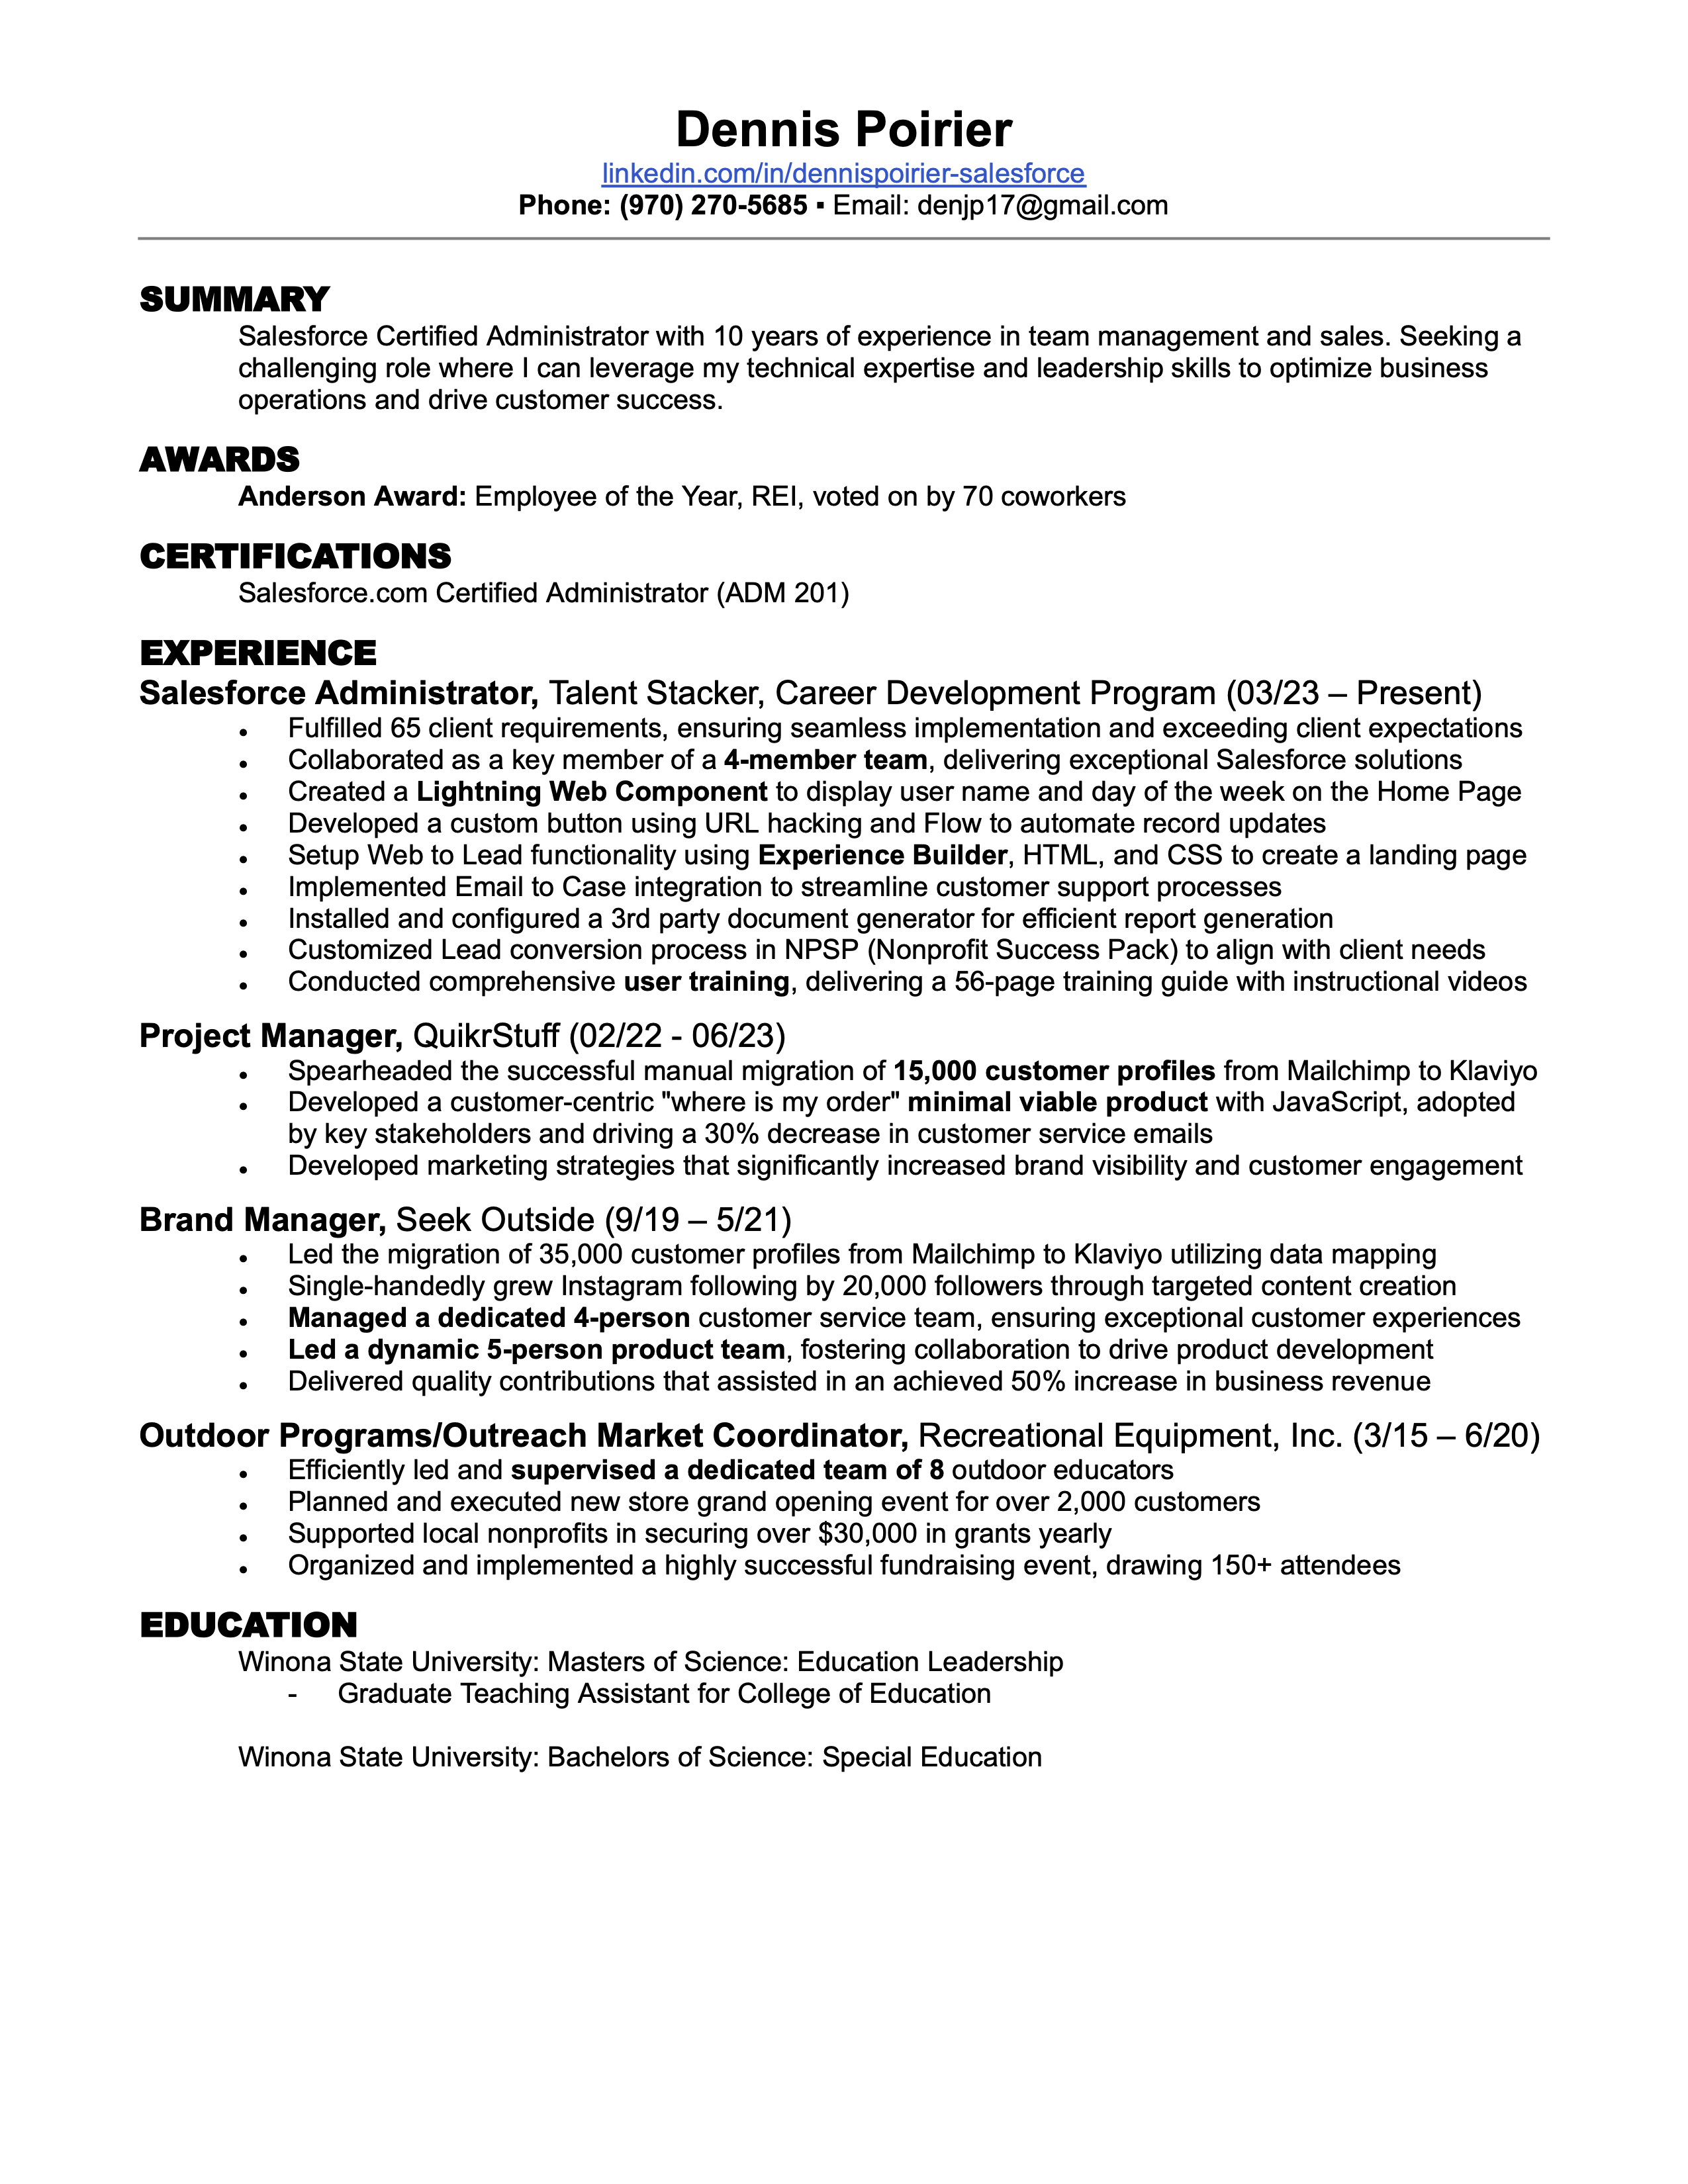 Dennis Poirier
linkedin.com/in/dennispoirier-salesforce
Phone: (970) 270-5685 ▪ Email: denjp17@gmail.com
SUMMARY
Salesforce Certified Administrator with 10 years of experience in team management and sales. Seeking a
challenging role where I can leverage my technical expertise and leadership skills to optimize business
operations and drive customer success.
AWARDS
Anderson Award: Employee of the Year, REI, voted on by 70 coworkers
CERTIFICATIONS
Salesforce.com Certified Administrator (ADM 201)
EXPERIENCE
Salesforce Administrator, Talent Stacker, Career Development Program (03/23 – Present)
• Fulfilled 65 client requirements, ensuring seamless implementation and exceeding client expectations
• Collaborated as a key member of a 4-member team, delivering exceptional Salesforce solutions
• Created a Lightning Web Component to display user name and day of the week on the Home Page
• Developed a custom button using URL hacking and Flow to automate record updates
• Setup Web to Lead functionality using Experience Builder, HTML, and CSS to create a landing page
• Implemented Email to Case integration to streamline customer support processes
• Installed and configured a 3rd party document generator for efficient report generation
• Customized Lead conversion process in NPSP (Nonprofit Success Pack) to align with client needs
• Conducted comprehensive user training, delivering a 56-page training guide with instructional videos
Project Manager, QuikrStuff (02/22 - 06/23)
• Spearheaded the successful manual migration of 15,000 customer profiles from Mailchimp to Klaviyo
• Developed a customer-centric "where is my order" minimal viable product with JavaScript, adopted
by key stakeholders and driving a 30% decrease in customer service emails
• Developed marketing strategies that significantly increased brand visibility and customer engagement
Brand Manager, Seek Outside (9/19 – 5/21)
• Led the migration of 35,000 customer profiles from Mailchimp to Klaviyo utilizing data mapping
• Single-handedly grew Instagram following by 20,000 followers through targeted content creation
• Managed a dedicated 4-person customer service team, ensuring exceptional customer experiences
• Led a dynamic 5-person product team, fostering collaboration to drive product development
• Delivered quality contributions that assisted in an achieved 50% increase in business revenue
Outdoor Programs/Outreach Market Coordinator, Recreational Equipment, Inc. (3/15 – 6/20)
• Efficiently led and supervised a dedicated team of 8 outdoor educators
• Planned and executed new store grand opening event for over 2,000 customers
• Supported local nonprofits in securing over $30,000 in grants yearly
• Organized and implemented a highly successful fundraising event, drawing 150+ attendees
EDUCATION
Winona State University: Masters of Science: Education Leadership
- Graduate Teaching Assistant for College of Education
Winona State University: Bachelors of Science: Special Education